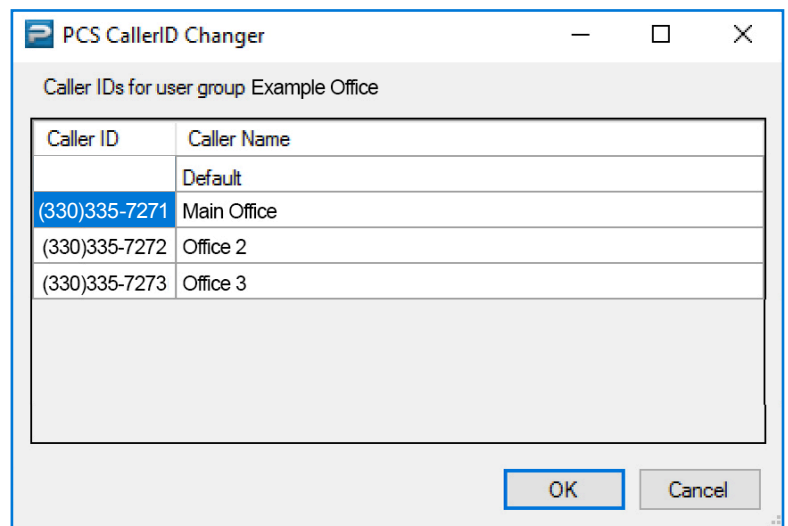 PCS CallerID Changer
Caller IDs for user group Example Office
Caller ID Caller Name
Default
(330)335-7271 Main Office
(330)335-7272 Office 2
(330)335-7273 Office 3
OK Cancel